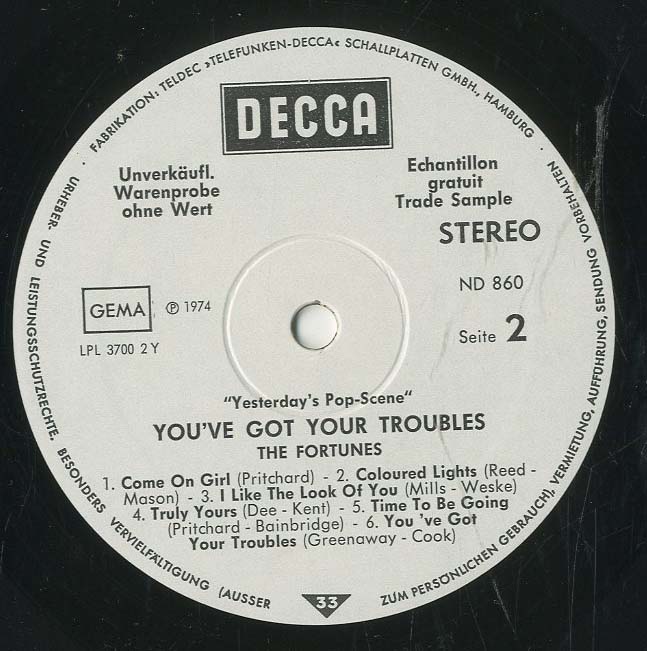 · FABRIKATION: TELDEC »TELEFUNKEN-DECCA« SCHALLPLATTEN GMBH., HAMBURG ·
DECCA
Unverkäufl.
Warenprobe
ohne Wert
Echantillon
gratuit
Trade Sample
STEREO
GEMA
℗ 1974
LPL 3700 2 Y
ND 860
Seite 2
"Yesterday's Pop-Scene"
YOU'VE GOT YOUR TROUBLES
THE FORTUNES
1. Come On Girl (Pritchard) - 2. Coloured Lights (Reed -
Mason) - 3. I Like The Look Of You (Mills - Weske)
4. Truly Yours (Dee - Kent) - 5. Time To Be Going
(Pritchard - Bainbridge) - 6. You 've Got
Your Troubles (Greenaway - Cook)
33
URHEBER- UND LEISTUNGSSCHUTZRECHTE, BESONDERS VERVIELFÄLTIGUNG (AUSSER ZUM PERSÖNLICHEN GEBRAUCH), VERMIETUNG, AUFFÜHRUNG, SENDUNG VORBEHALTEN